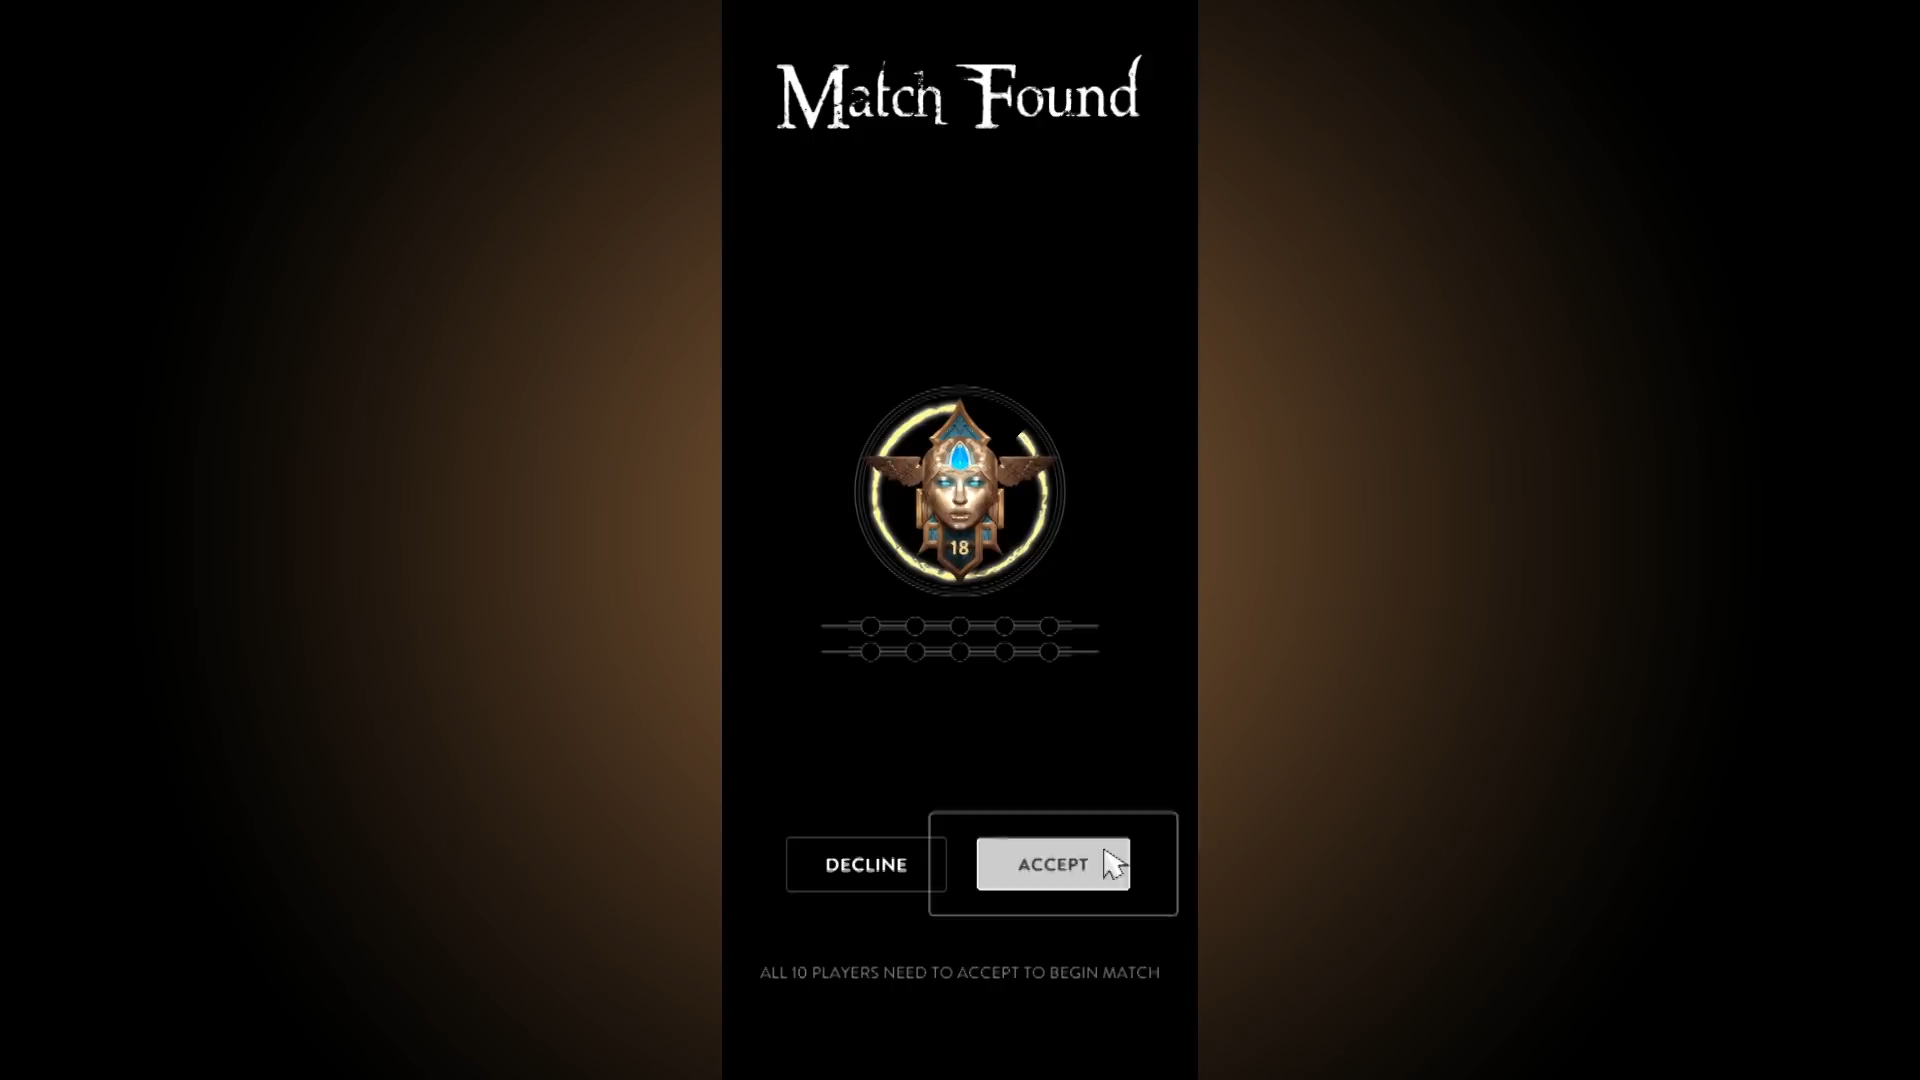 Match Found
18
DECLINE
ACCEPT
ALL 10 PLAYERS NEED TO ACCEPT TO BEGIN MATCH